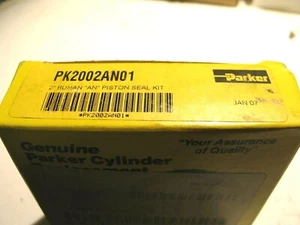 PK2002AN01
2" BUNAN "AN" PISTON SEAL KIT
*PK2002AN01*
Parker
JAN 07
Genuine
Parker Cylinder
"Your Assurance
of Quality"